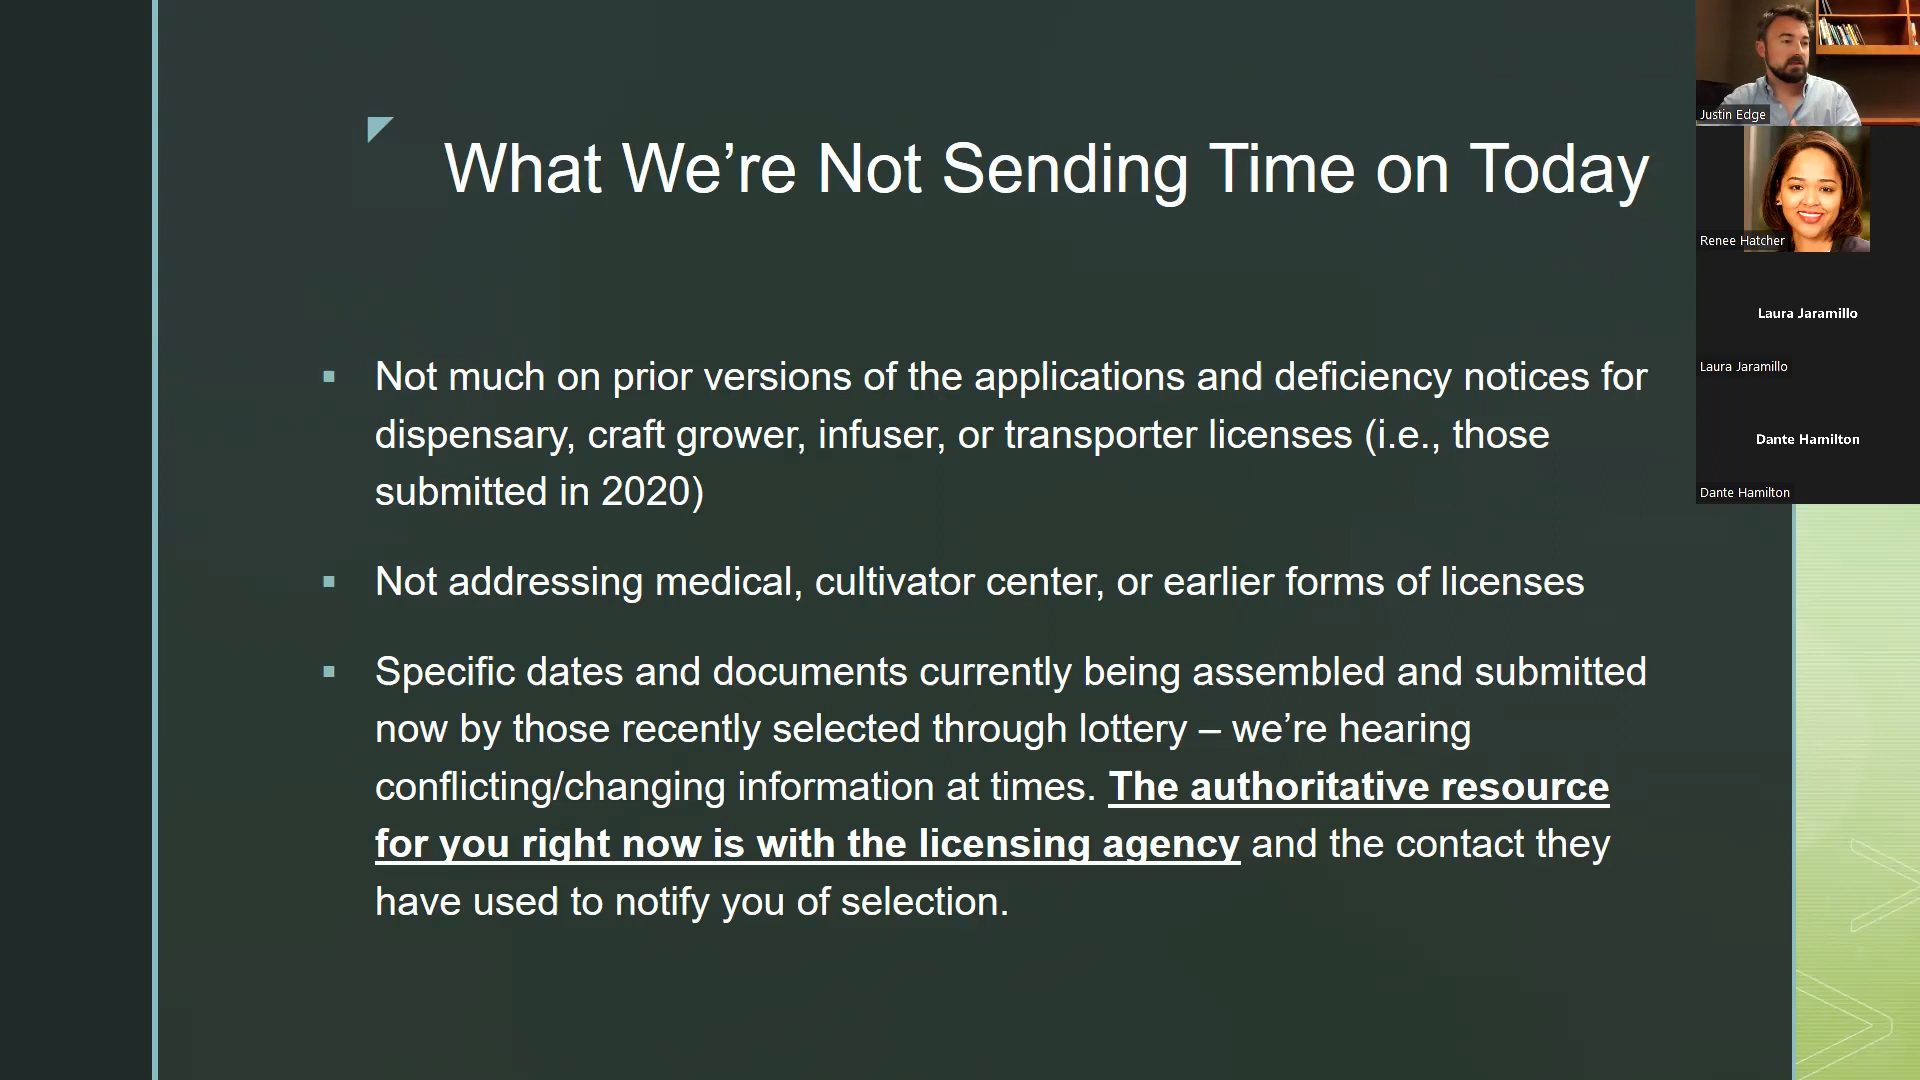 What We’re Not Sending Time on Today
Not much on prior versions of the applications and deficiency notices for
dispensary, craft grower, infuser, or transporter licenses (i.e., those
submitted in 2020)
Not addressing medical, cultivator center, or earlier forms of licenses
Specific dates and documents currently being assembled and submitted
now by those recently selected through lottery – we’re hearing
conflicting/changing information at times. The authoritative resource
for you right now is with the licensing agency and the contact they
have used to notify you of selection.
Justin Edge
Renee Hatcher
Laura Jaramillo
Laura Jaramillo
Dante Hamilton
Dante Hamilton